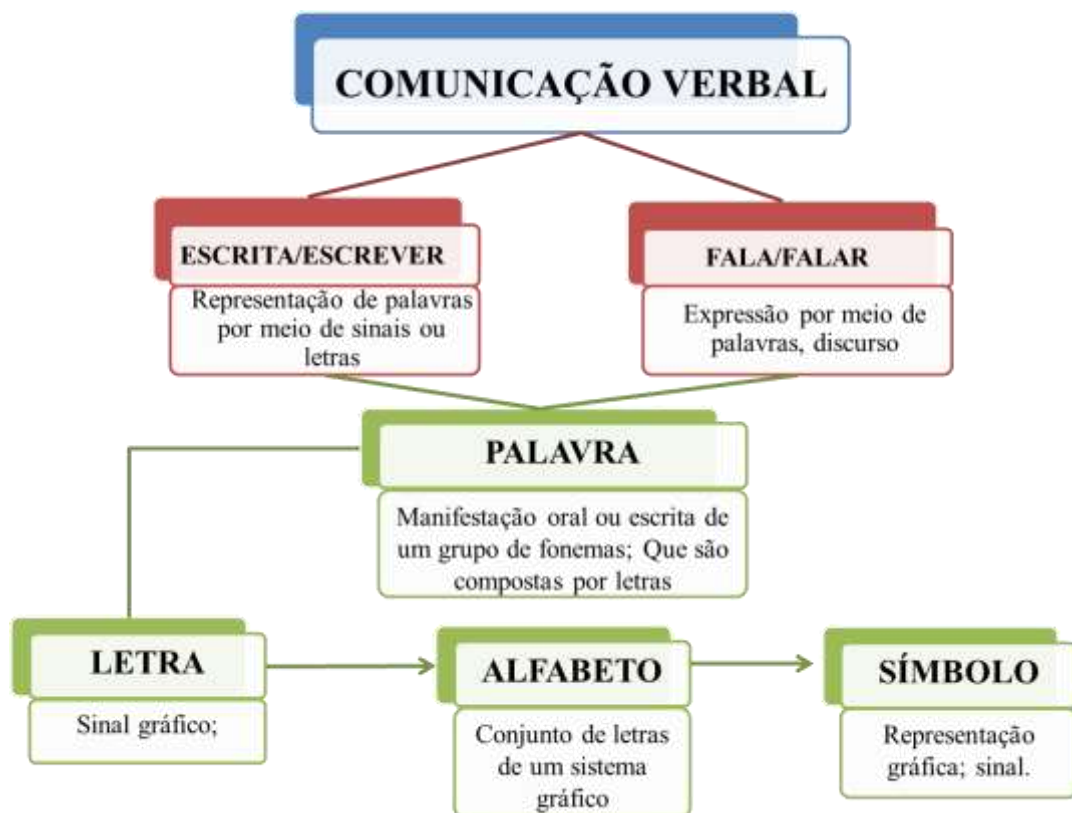 COMUNICAÇÃO VERBAL
ESCRITA/ESCREVER
Representação de palavras
por meio de sinais ou
letras
FALA/FALAR
Expressão por meio de
palavras, discurso
PALAVRA
Manifestação oral ou escrita de
um grupo de fonemas; Que são
compostas por letras
LETRA
Sinal gráfico;
ALFABETO
Conjunto de letras
de um sistema
gráfico
SÍMBOLO
Representação
gráfica; sinal.